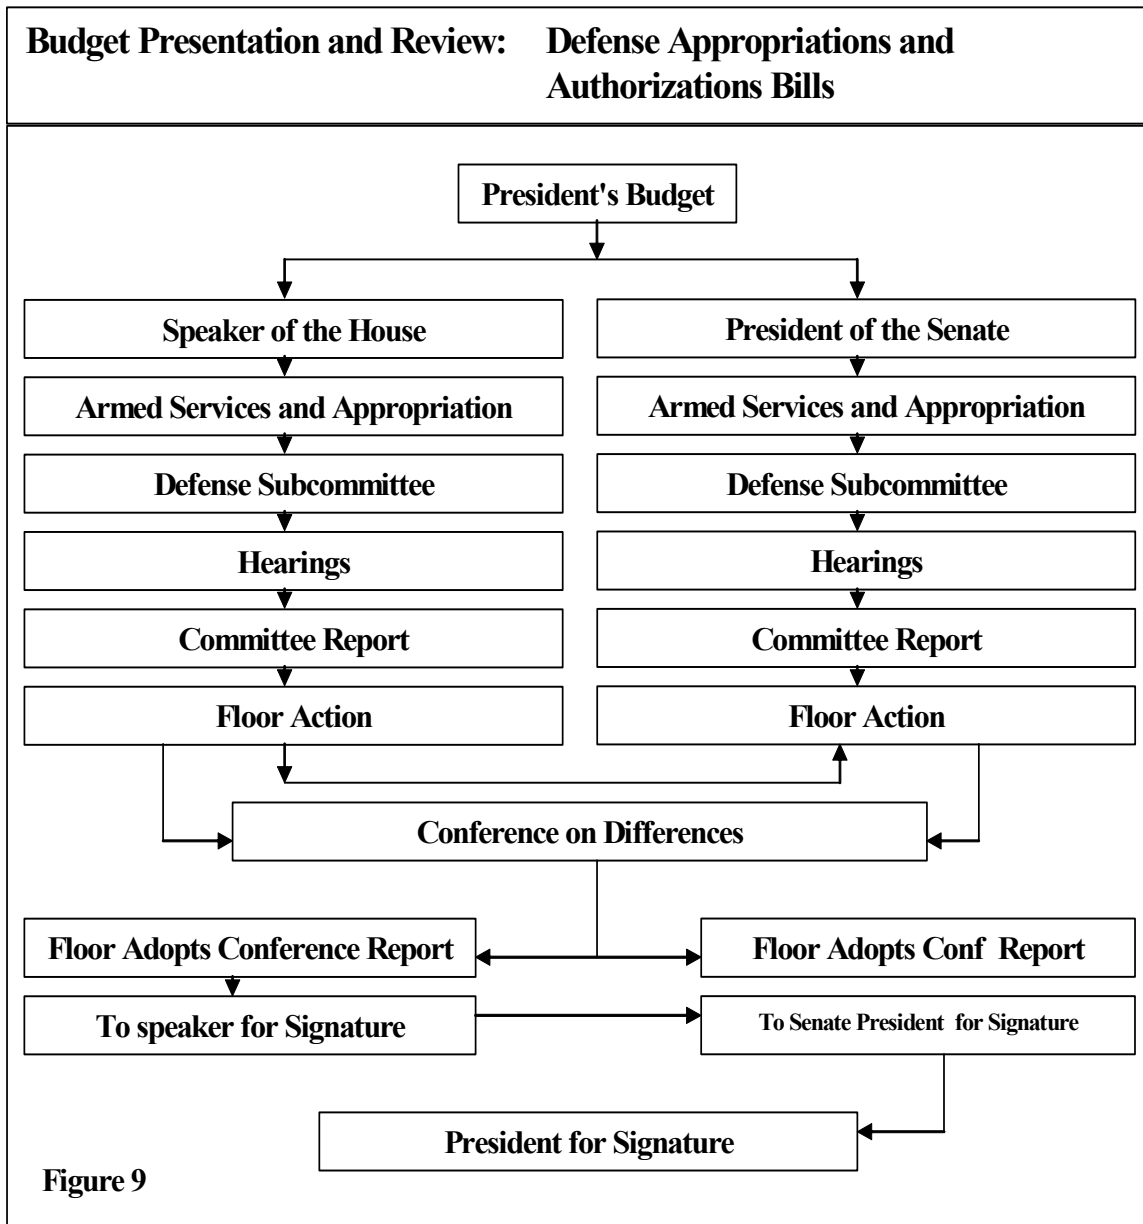 Budget Presentation and Review: Defense Appropriations and
Authorizations Bills
President's Budget
Speaker of the House
President of the Senate
Armed Services and Appropriation
Armed Services and Appropriation
Defense Subcommittee
Defense Subcommittee
Hearings
Hearings
Committee Report
Committee Report
Floor Action
Floor Action
Conference on Differences
Floor Adopts Conference Report
Floor Adopts Conf Report
To speaker for Signature
To Senate President for Signature
President for Signature
Figure 9